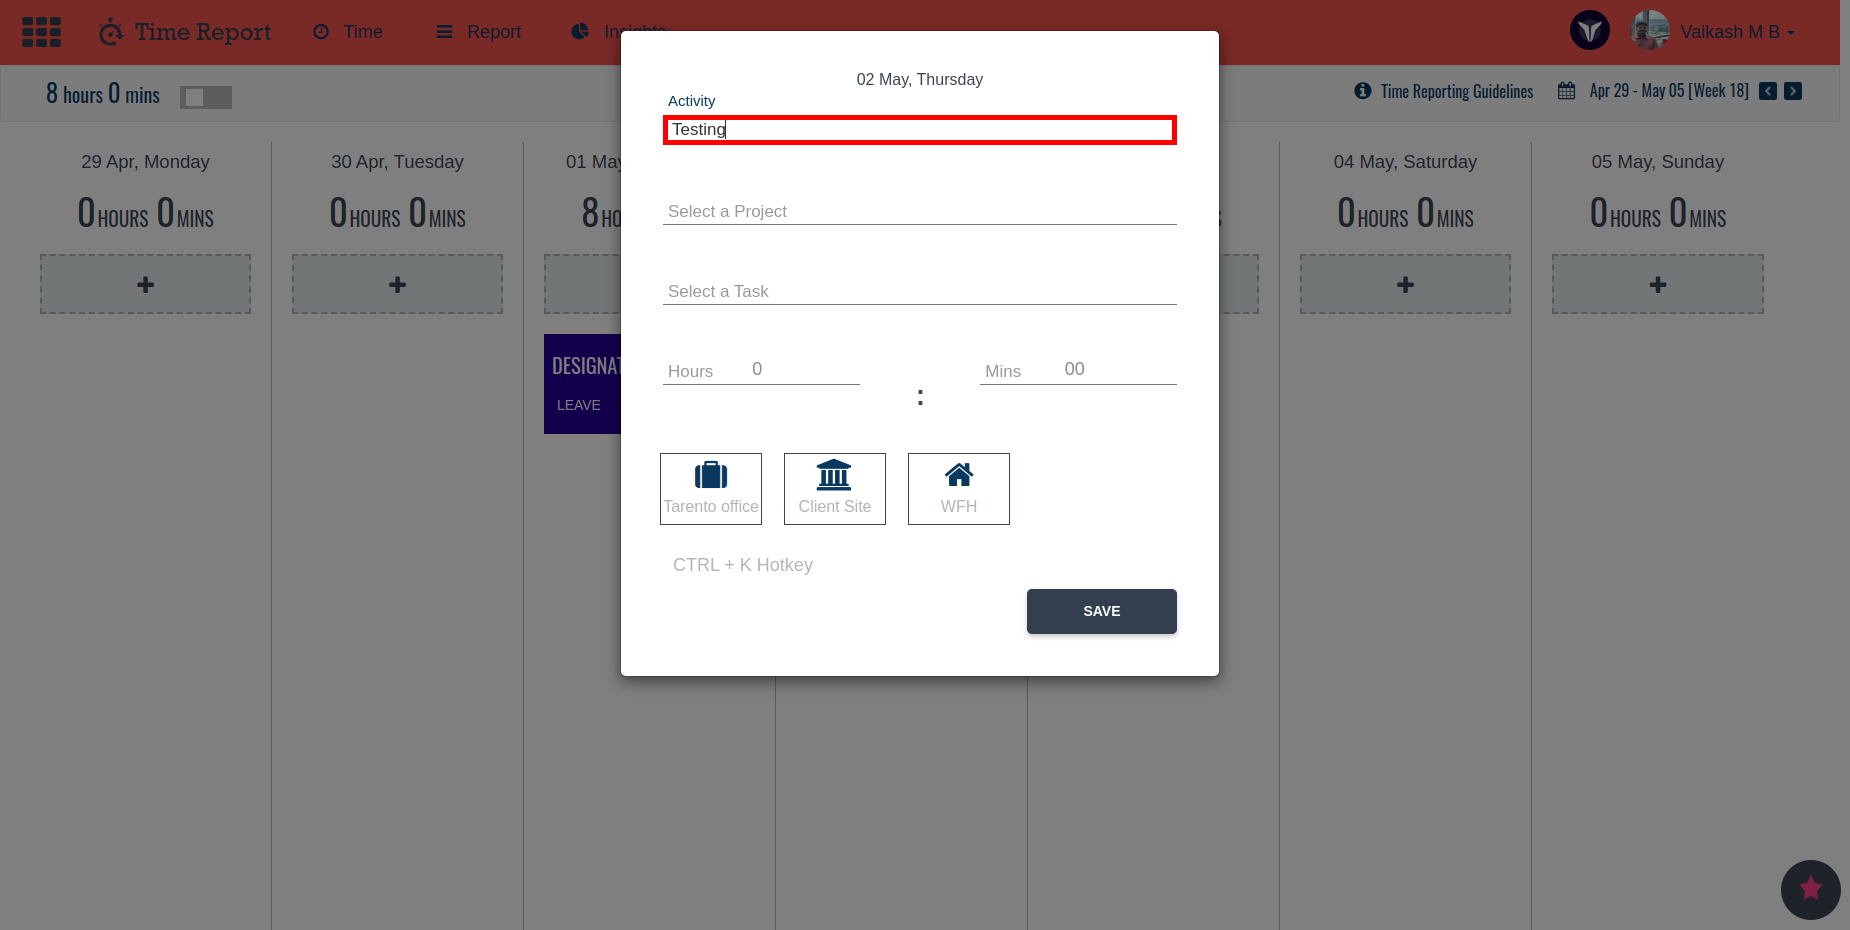 Time Report
Time
Report
Insights
Vaikash M B
8 hours 0 mins
Time Reporting Guidelines
Apr 29 - May 05 [Week 18]
29 Apr, Monday
0 HOURS 0 MINS
30 Apr, Tuesday
0 HOURS 0 MINS
01 May
8 HO
DESIGNAT
LEAVE
02 May, Thursday
Activity
Testing
Select a Project
Select a Task
Hours 0
:
Mins 00
Tarento office
Client Site
WFH
CTRL + K Hotkey
SAVE
04 May, Saturday
0 HOURS 0 MINS
05 May, Sunday
0 HOURS 0 MINS